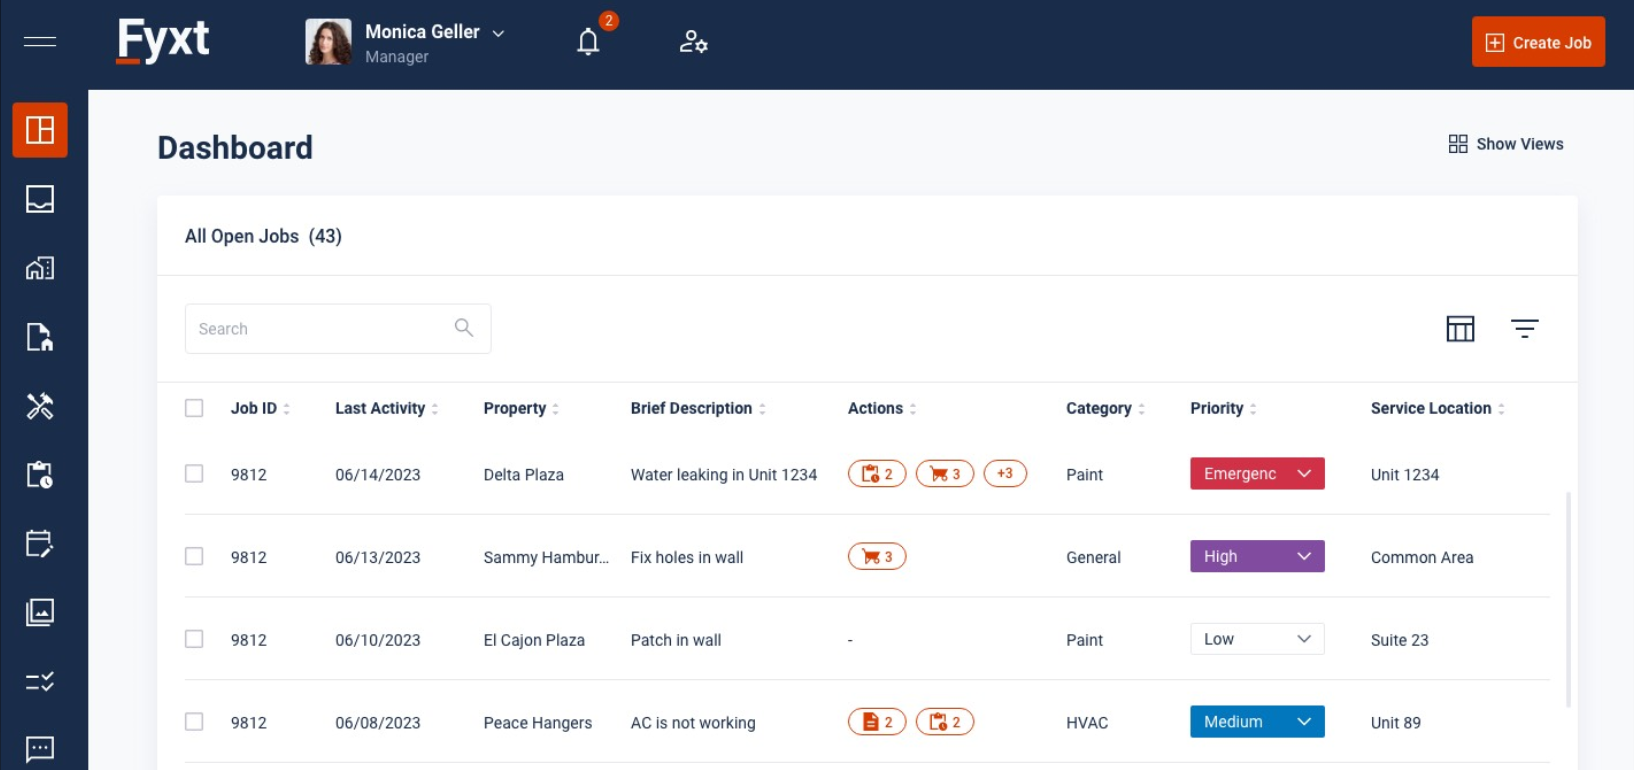 Fyxt
Monica Geller
Manager
2
Create Job
Dashboard
Show Views
All Open Jobs (43)
Search
Job ID Last Activity Property Brief Description Actions Category Priority Service Location
9812 06/14/2023 Delta Plaza Water leaking in Unit 1234 2 3 +3 Paint Emergenc Unit 1234
9812 06/13/2023 Sammy Hambur... Fix holes in wall 3 General High Common Area
9812 06/10/2023 El Cajon Plaza Patch in wall - Paint Low Suite 23
9812 06/08/2023 Peace Hangers AC is not working 2 2 HVAC Medium Unit 89